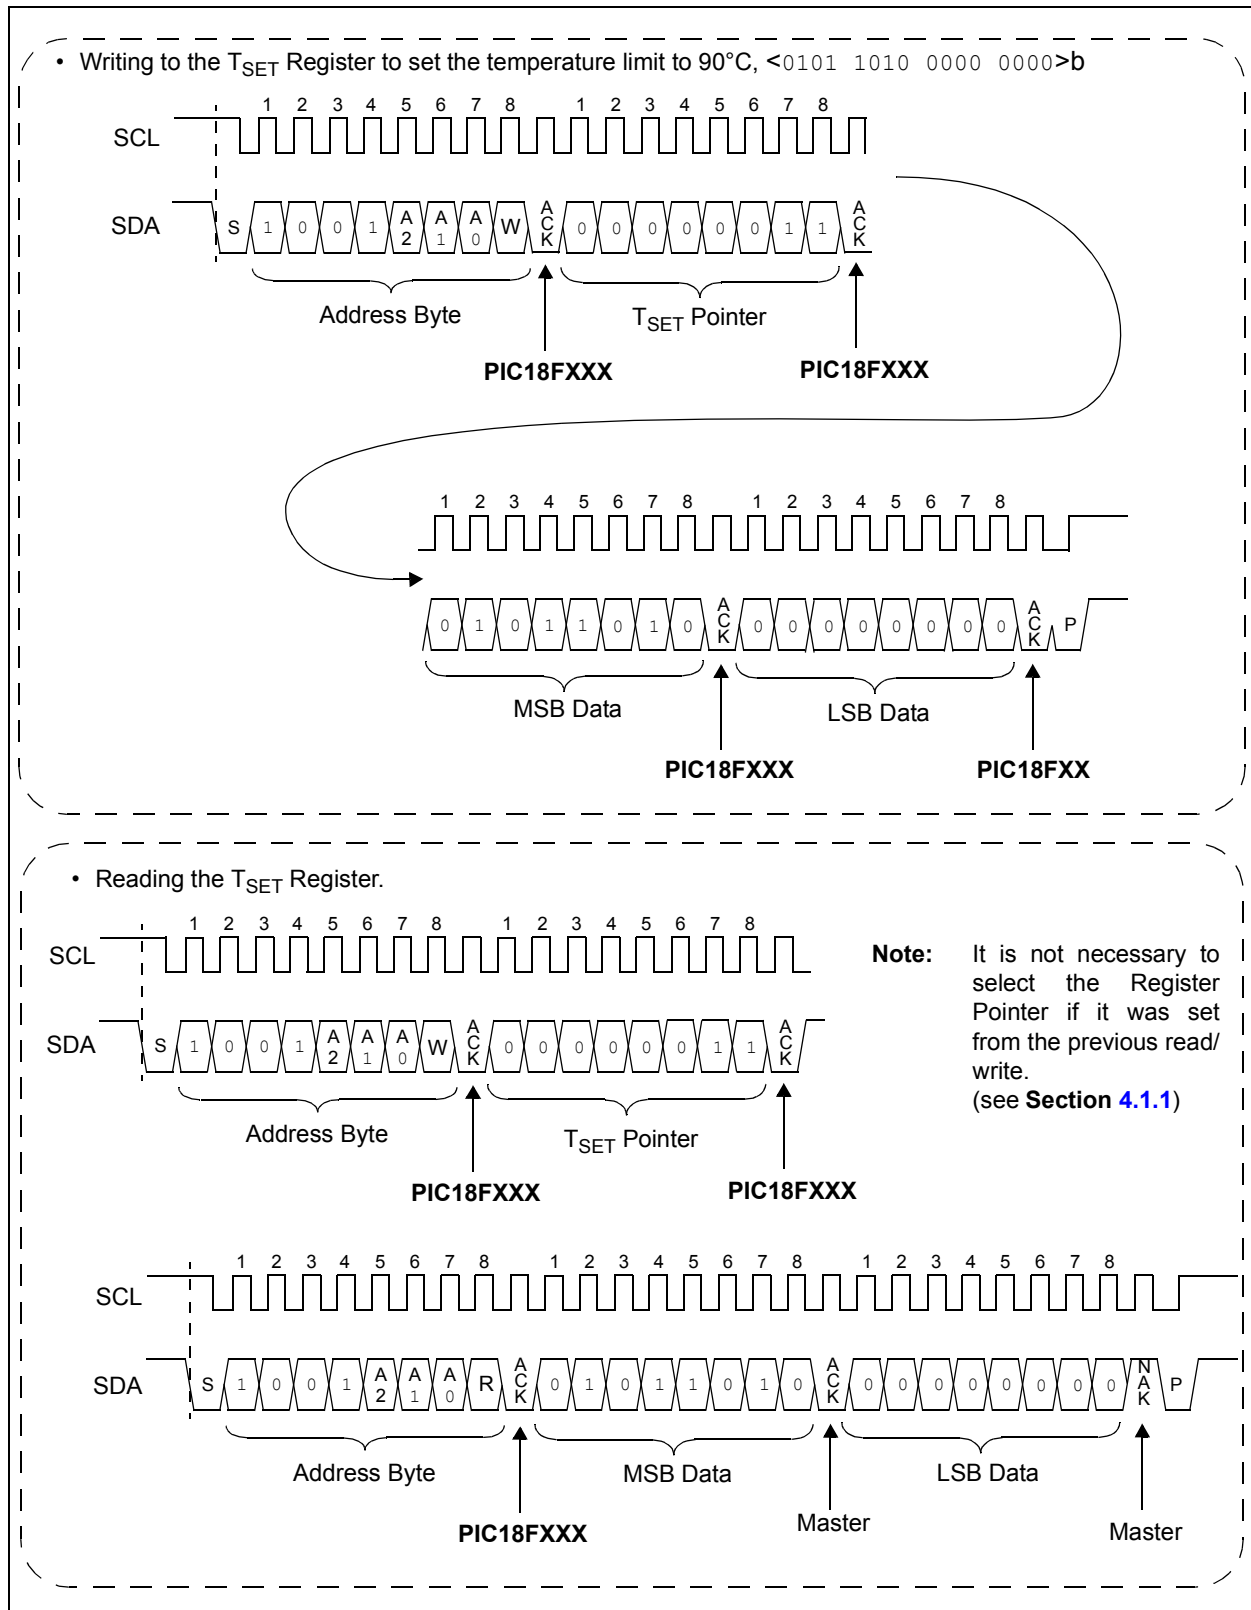 • Writing to the TSET Register to set the temperature limit to 90°C, <0101 1010 0000 0000>b
1 2 3 4 5 6 7 8 1 2 3 4 5 6 7 8
SCL
SDA S 1 0 0 1 A2 A1 A0 W ACK 0 0 0 0 0 0 1 1 ACK
Address Byte TSET Pointer
PIC18FXXX PIC18FXXX
1 2 3 4 5 6 7 8 1 2 3 4 5 6 7 8
0 1 0 1 1 0 1 0 ACK 0 0 0 0 0 0 0 0 ACK P
MSB Data LSB Data
PIC18FXXX PIC18FXX
• Reading the TSET Register.
1 2 3 4 5 6 7 8 1 2 3 4 5 6 7 8
SCL
SDA S 1 0 0 1 A2 A1 A0 W ACK 0 0 0 0 0 0 1 1 ACK
Address Byte TSET Pointer
PIC18FXXX PIC18FXXX
Note: It is not necessary to
select the Register
Pointer if it was set
from the previous read/
write.
(see Section 4.1.1)
1 2 3 4 5 6 7 8 1 2 3 4 5 6 7 8 1 2 3 4 5 6 7 8
SCL
SDA S 1 0 0 1 A2 A1 A0 R ACK 0 1 0 1 1 0 1 0 ACK 0 0 0 0 0 0 0 0 NAK P
Address Byte MSB Data LSB Data
PIC18FXXX Master Master